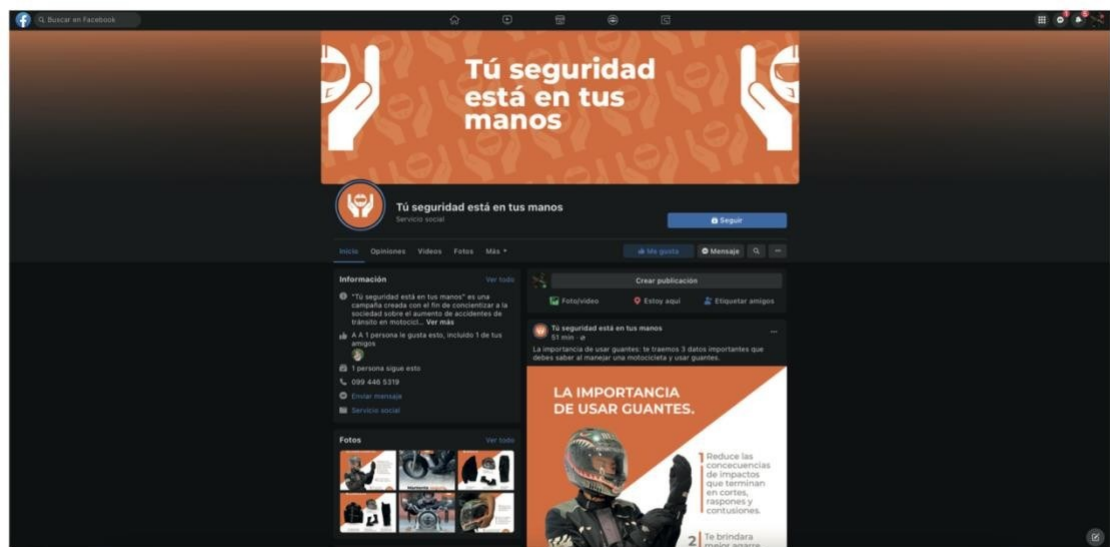 Buscar en Facebook
Tú seguridad
está en tus
manos
Tú seguridad está en tus manos
Servicio social
Seguir
Inicio Opiniones Videos Fotos Más
Me gusta Mensaje
Información Ver todo
"Tú seguridad está en tus manos" es una
campaña creada con el fin de concientizar a la
sociedad sobre el aumento de accidentes de
tránsito en motocicl... Ver más
A A 1 persona le gusta esto, incluido 1 de tus
amigos
1 persona sigue esto
099 446 5319
Enviar mensaje
Servicio social
Fotos Ver todo
Crear publicación
Foto/video Estoy aquí Etiquetar amigos
Tú seguridad está en tus manos
51 min
La importancia de usar guantes: te traemos 3 datos importantes que
debes saber al manejar una motocicleta y usar guantes.
LA IMPORTANCIA
DE USAR GUANTES.
1 Reduce las
concecuencias
de impactos
que terminan
en cortes,
raspones y
contusiones.
2 Te brindara
mejor agarre